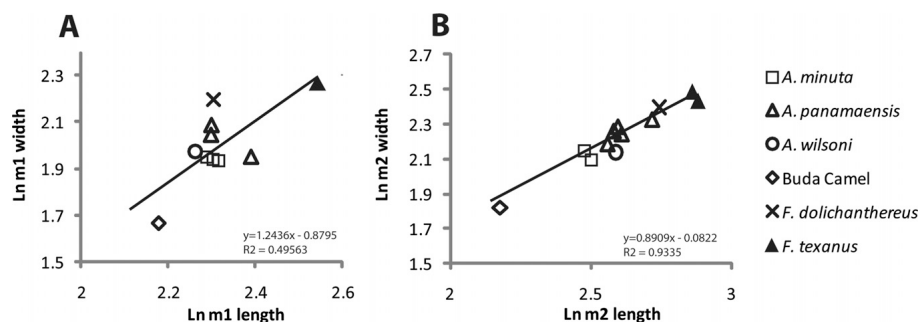 A
Ln m1 width
2.3
2.1
1.9
1.7
1.5
2
2.2
2.4
2.6
Ln m1 length
y=1.2436x - 0.8795
R2 = 0.49563
B
Ln m2 width
2.7
2.5
2.3
2.1
1.9
1.7
1.5
2
2.5
3
Ln m2 length
y=0.8909x - 0.0822
R2 = 0.9335
A. minuta
A. panamaensis
A. wilsoni
Buda Camel
F. dolichanthereus
F. texanus